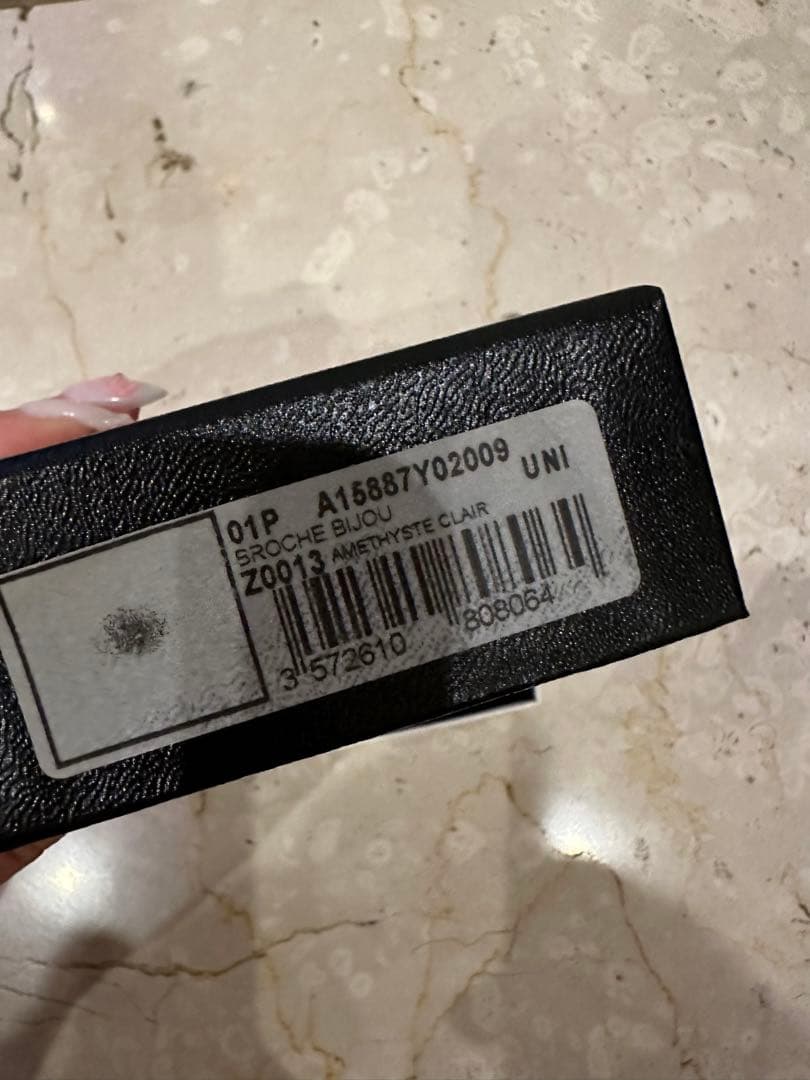 01P A15887Y02009
UNI
BROCHE BIJOU
Z0013 AMETHYSTE CLAIR
3 572610 808064